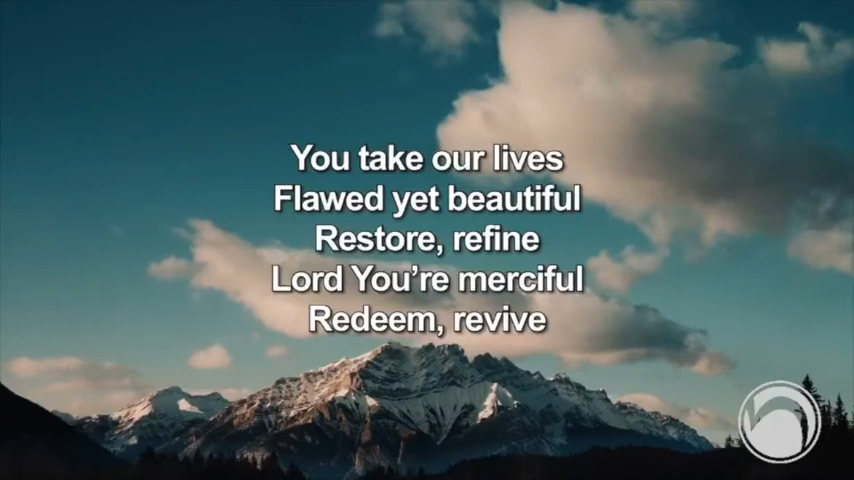 You take our lives
Flawed yet beautiful
Restore, refine
Lord You’re merciful
Redeem, revive